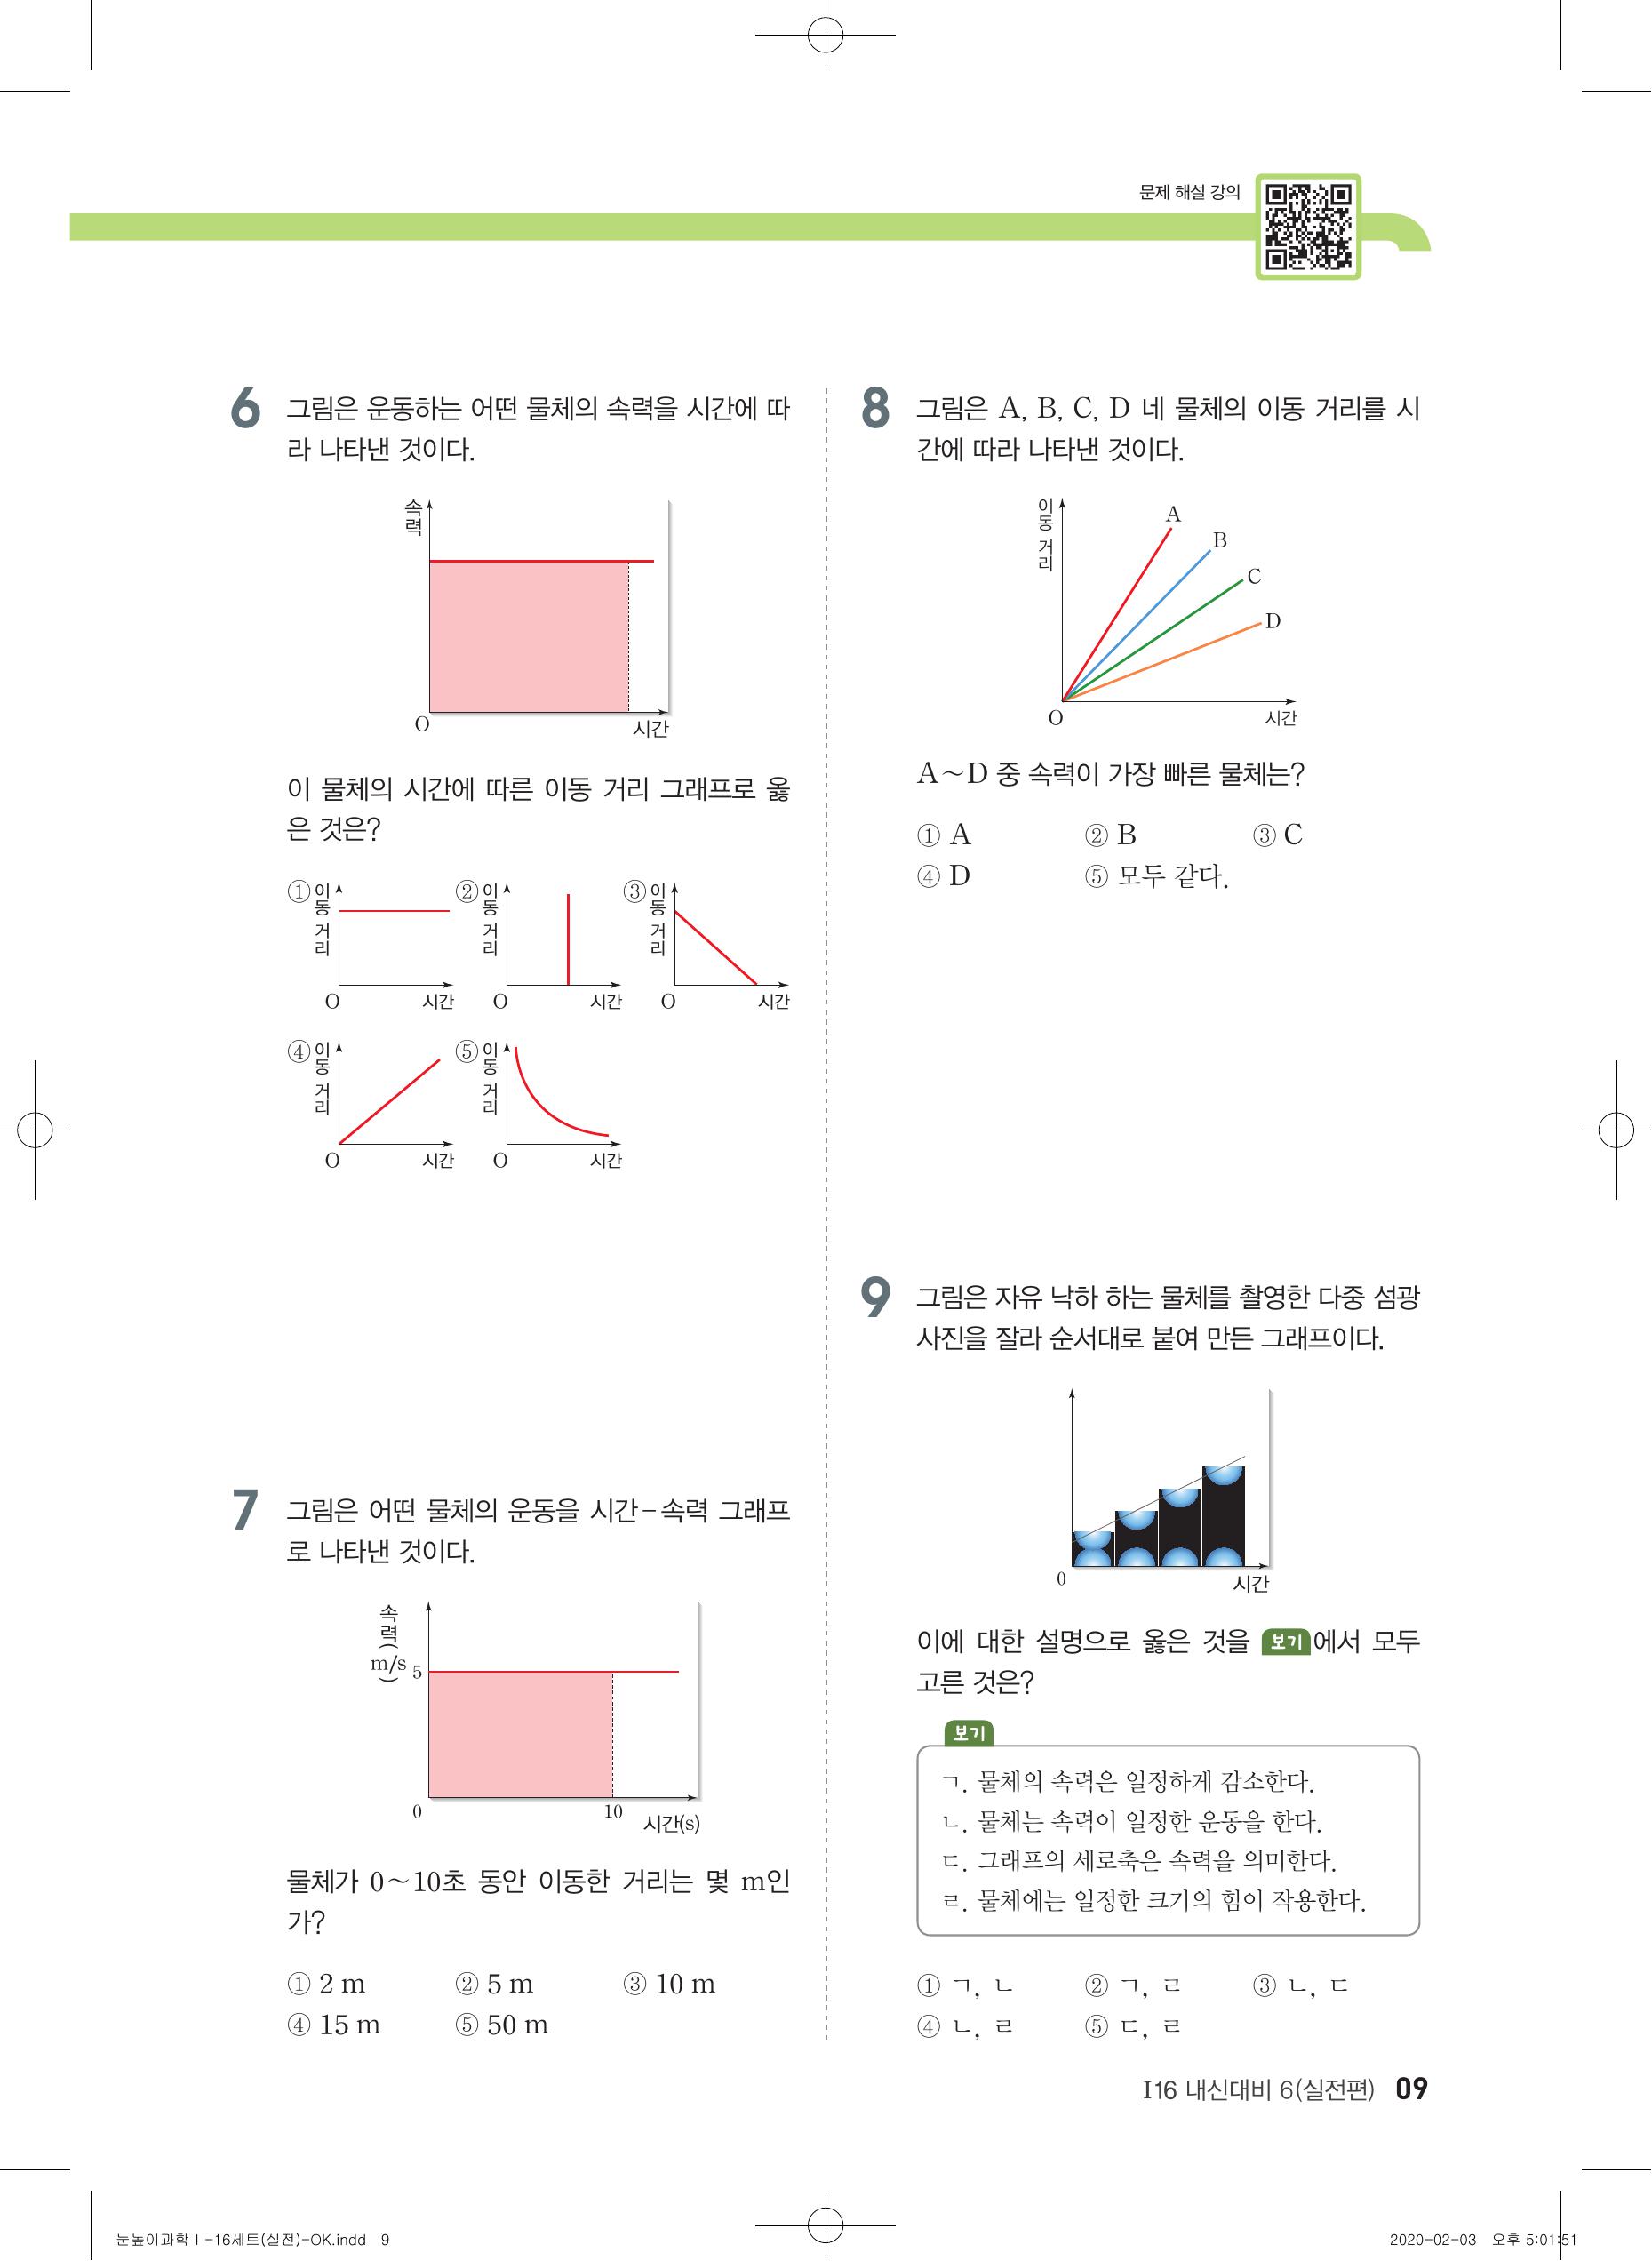 문제 해설 강의
6 그림은 운동하는 어떤 물체의 속력을 시간에 따
라 나타낸 것이다.
속력
O
시간
이 물체의 시간에 따른 이동 거리 그래프로 옳
은 것은?
① 이동 거리 ② 이동 거리 ③ 이동 거리
O 시간 O 시간 O 시간
④ 이동 거리 ⑤ 이동 거리
O 시간 O 시간
7 그림은 어떤 물체의 운동을 시간-속력 그래프
로 나타낸 것이다.
속력(m/s)
5
0 10
시간(s)
물체가 0~10초 동안 이동한 거리는 몇 m인
가?
① 2 m ② 5 m ③ 10 m
④ 15 m ⑤ 50 m
8 그림은 A, B, C, D 네 물체의 이동 거리를 시
간에 따라 나타낸 것이다.
이동 거리
A
B
C
D
O 시간
A~D 중 속력이 가장 빠른 물체는?
① A ② B ③ C
④ D ⑤ 모두 같다.
9 그림은 자유 낙하 하는 물체를 촬영한 다중 섬광
사진을 잘라 순서대로 붙여 만든 그래프이다.
0 시간
이에 대한 설명으로 옳은 것을 보기에서 모두
고른 것은?
보기
ㄱ. 물체의 속력은 일정하게 감소한다.
ㄴ. 물체는 속력이 일정한 운동을 한다.
ㄷ. 그래프의 세로축은 속력을 의미한다.
ㄹ. 물체에는 일정한 크기의 힘이 작용한다.
① ㄱ, ㄴ ② ㄱ, ㄹ ③ ㄴ, ㄷ
④ ㄴ, ㄹ ⑤ ㄷ, ㄹ
I16 내신대비 6(실전편) 09
눈높이과학 I-16세트(실전)-OK.indd 9
2020-02-03 오후 5:01:51